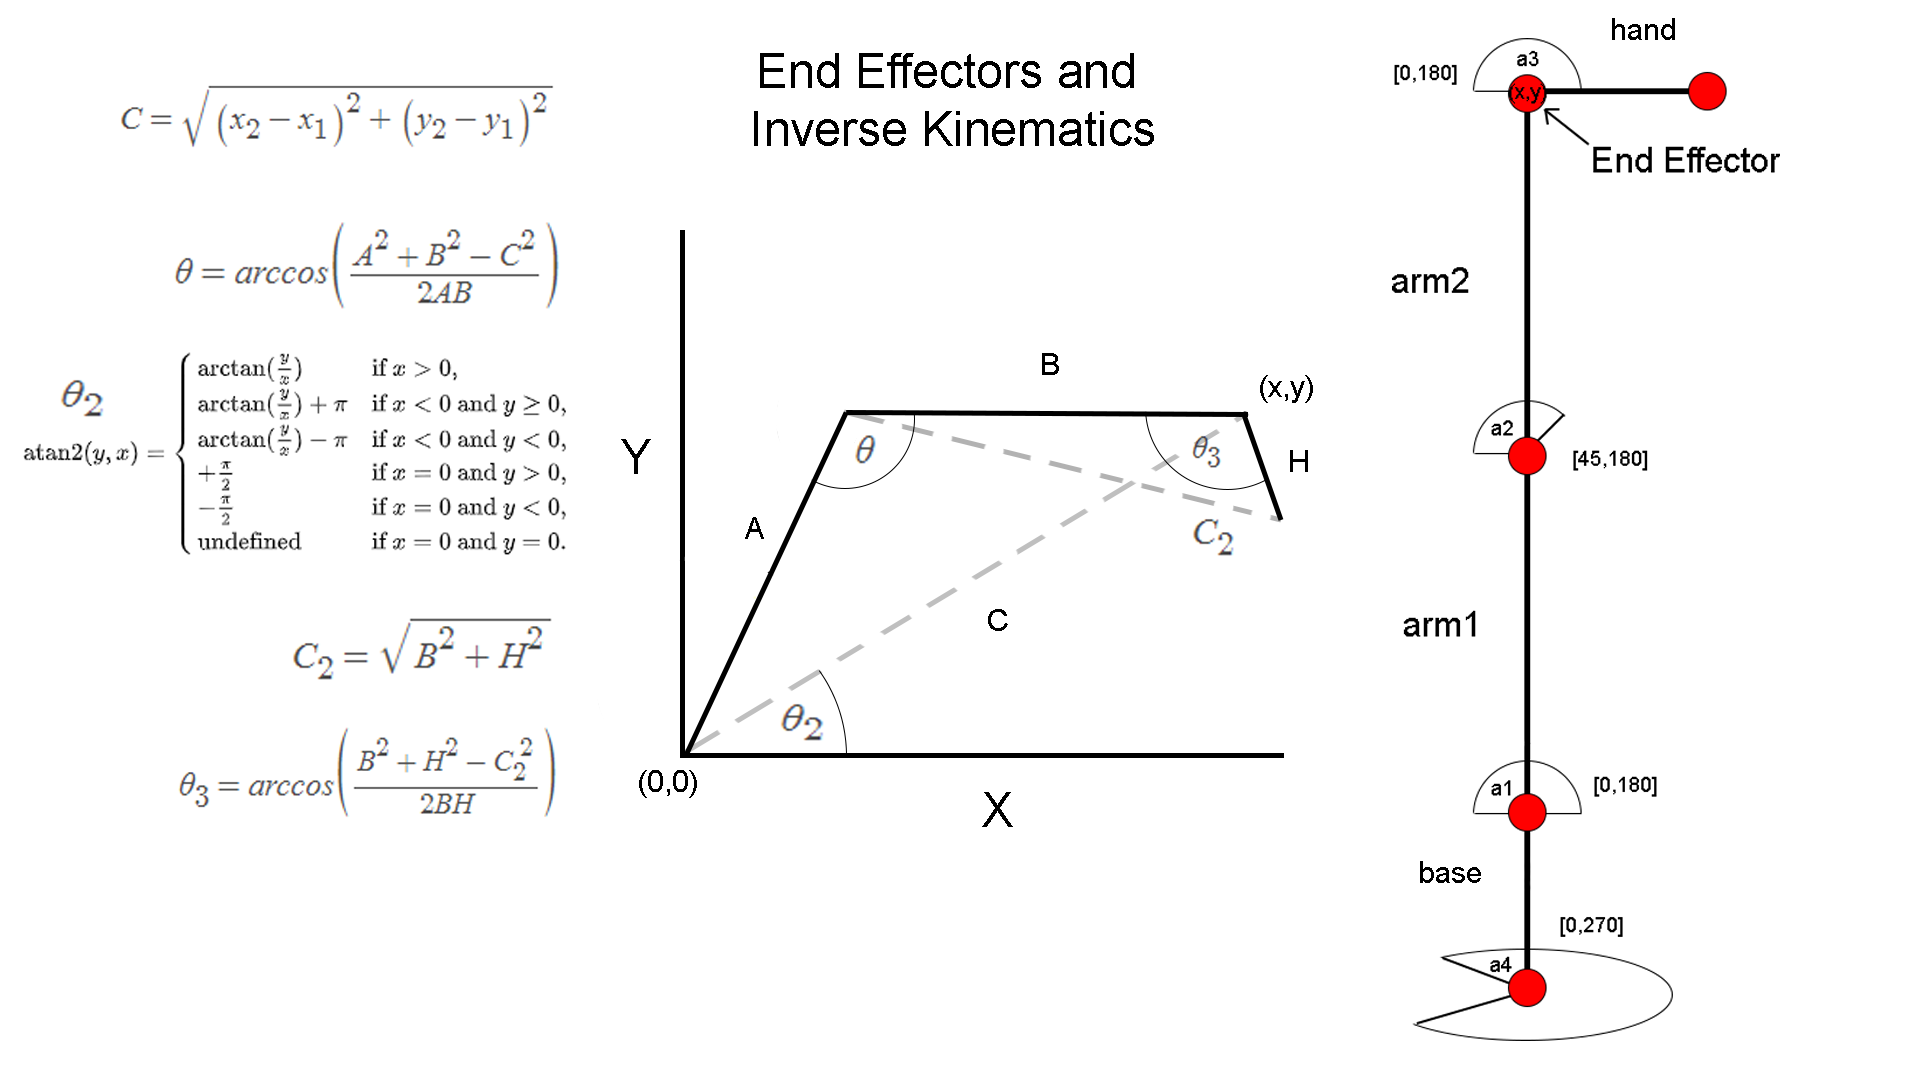 End Effectors and
Inverse Kinematics
C = √((x₂ − x₁)² + (y₂ − y₁)²)
θ = arccos((A² + B² − C²) / 2AB)
θ₂
atan2(y, x) =
arctan(y/x) if x > 0,
arctan(y/x) + π if x < 0 and y ≥ 0,
arctan(y/x) − π if x < 0 and y < 0,
+π/2 if x = 0 and y > 0,
−π/2 if x = 0 and y < 0,
undefined if x = 0 and y = 0.
C₂ = √(B² + H²)
θ₃ = arccos((B² + H² − C₂²) / 2BH)
B
(x,y)
Y
θ
θ₃
H
A
C₂
C
θ₂
(0,0)
X
hand
[0,180]
a3
(x,y)
End Effector
arm2
a2
[45,180]
arm1
a1
[0,180]
base
[0,270]
a4